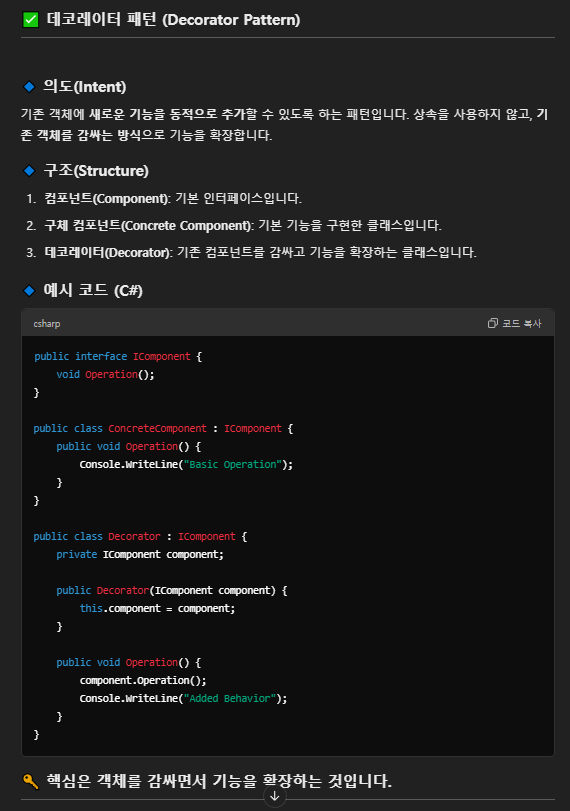 ✅ 데코레이터 패턴 (Decorator Pattern)
🔹 의도(Intent)
기존 객체에 새로운 기능을 동적으로 추가할 수 있도록 하는 패턴입니다. 상속을 사용하지 않고, 기
존 객체를 감싸는 방식으로 기능을 확장합니다.
🔹 구조(Structure)
1. 컴포넌트(Component): 기본 인터페이스입니다.
2. 구체 컴포넌트(Concrete Component): 기본 기능을 구현한 클래스입니다.
3. 데코레이터(Decorator): 기존 컴포넌트를 감싸고 기능을 확장하는 클래스입니다.
🔹 예시 코드 (C#)
csharp 코드 복사
public interface IComponent {
    void Operation();
}
public class ConcreteComponent : IComponent {
    public void Operation() {
        Console.WriteLine("Basic Operation");
    }
}
public class Decorator : IComponent {
    private IComponent component;
    public Decorator(IComponent component) {
        this.component = component;
    }
    public void Operation() {
        component.Operation();
        Console.WriteLine("Added Behavior");
    }
}
🔑 핵심은 객체를 감싸면서 기능을 확장하는 것입니다.